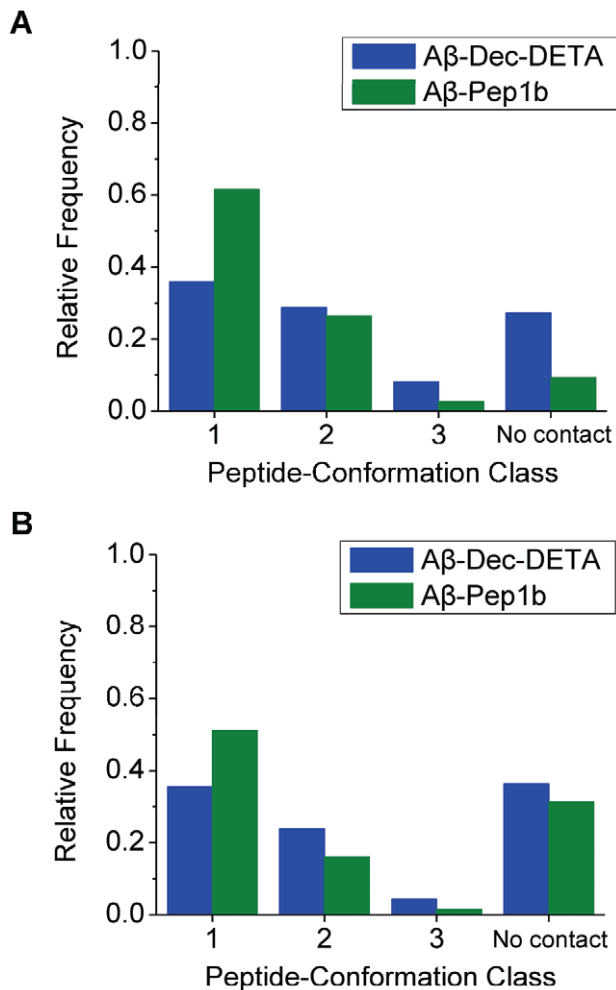 A
1.0
0.8
0.6
0.4
0.2
0.0
Relative Frequency
Aβ-Dec-DETA
Aβ-Pep1b
1 2 3 No contact
Peptide-Conformation Class
B
1.0
0.8
0.6
0.4
0.2
0.0
Relative Frequency
Aβ-Dec-DETA
Aβ-Pep1b
1 2 3 No contact
Peptide-Conformation Class